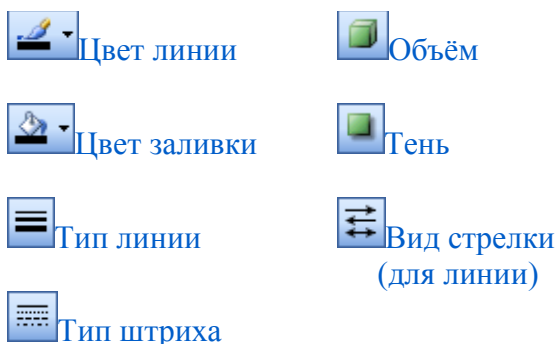 Цвет линии
Объём
Цвет заливки
Тень
Тип линии
Вид стрелки
(для линии)
Тип штриха